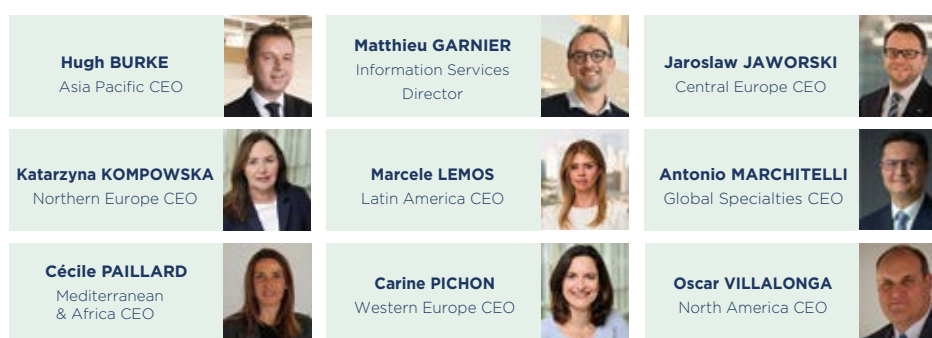 Hugh BURKE
Asia Pacific CEO
Matthieu GARNIER
Information Services
Director
Jaroslaw JAWORSKI
Central Europe CEO
Katarzyna KOMPOWSKA
Northern Europe CEO
Marcele LEMOS
Latin America CEO
Antonio MARCHITELLI
Global Specialties CEO
Cécile PAILLARD
Mediterranean
& Africa CEO
Carine PICHON
Western Europe CEO
Oscar VILLALONGA
North America CEO